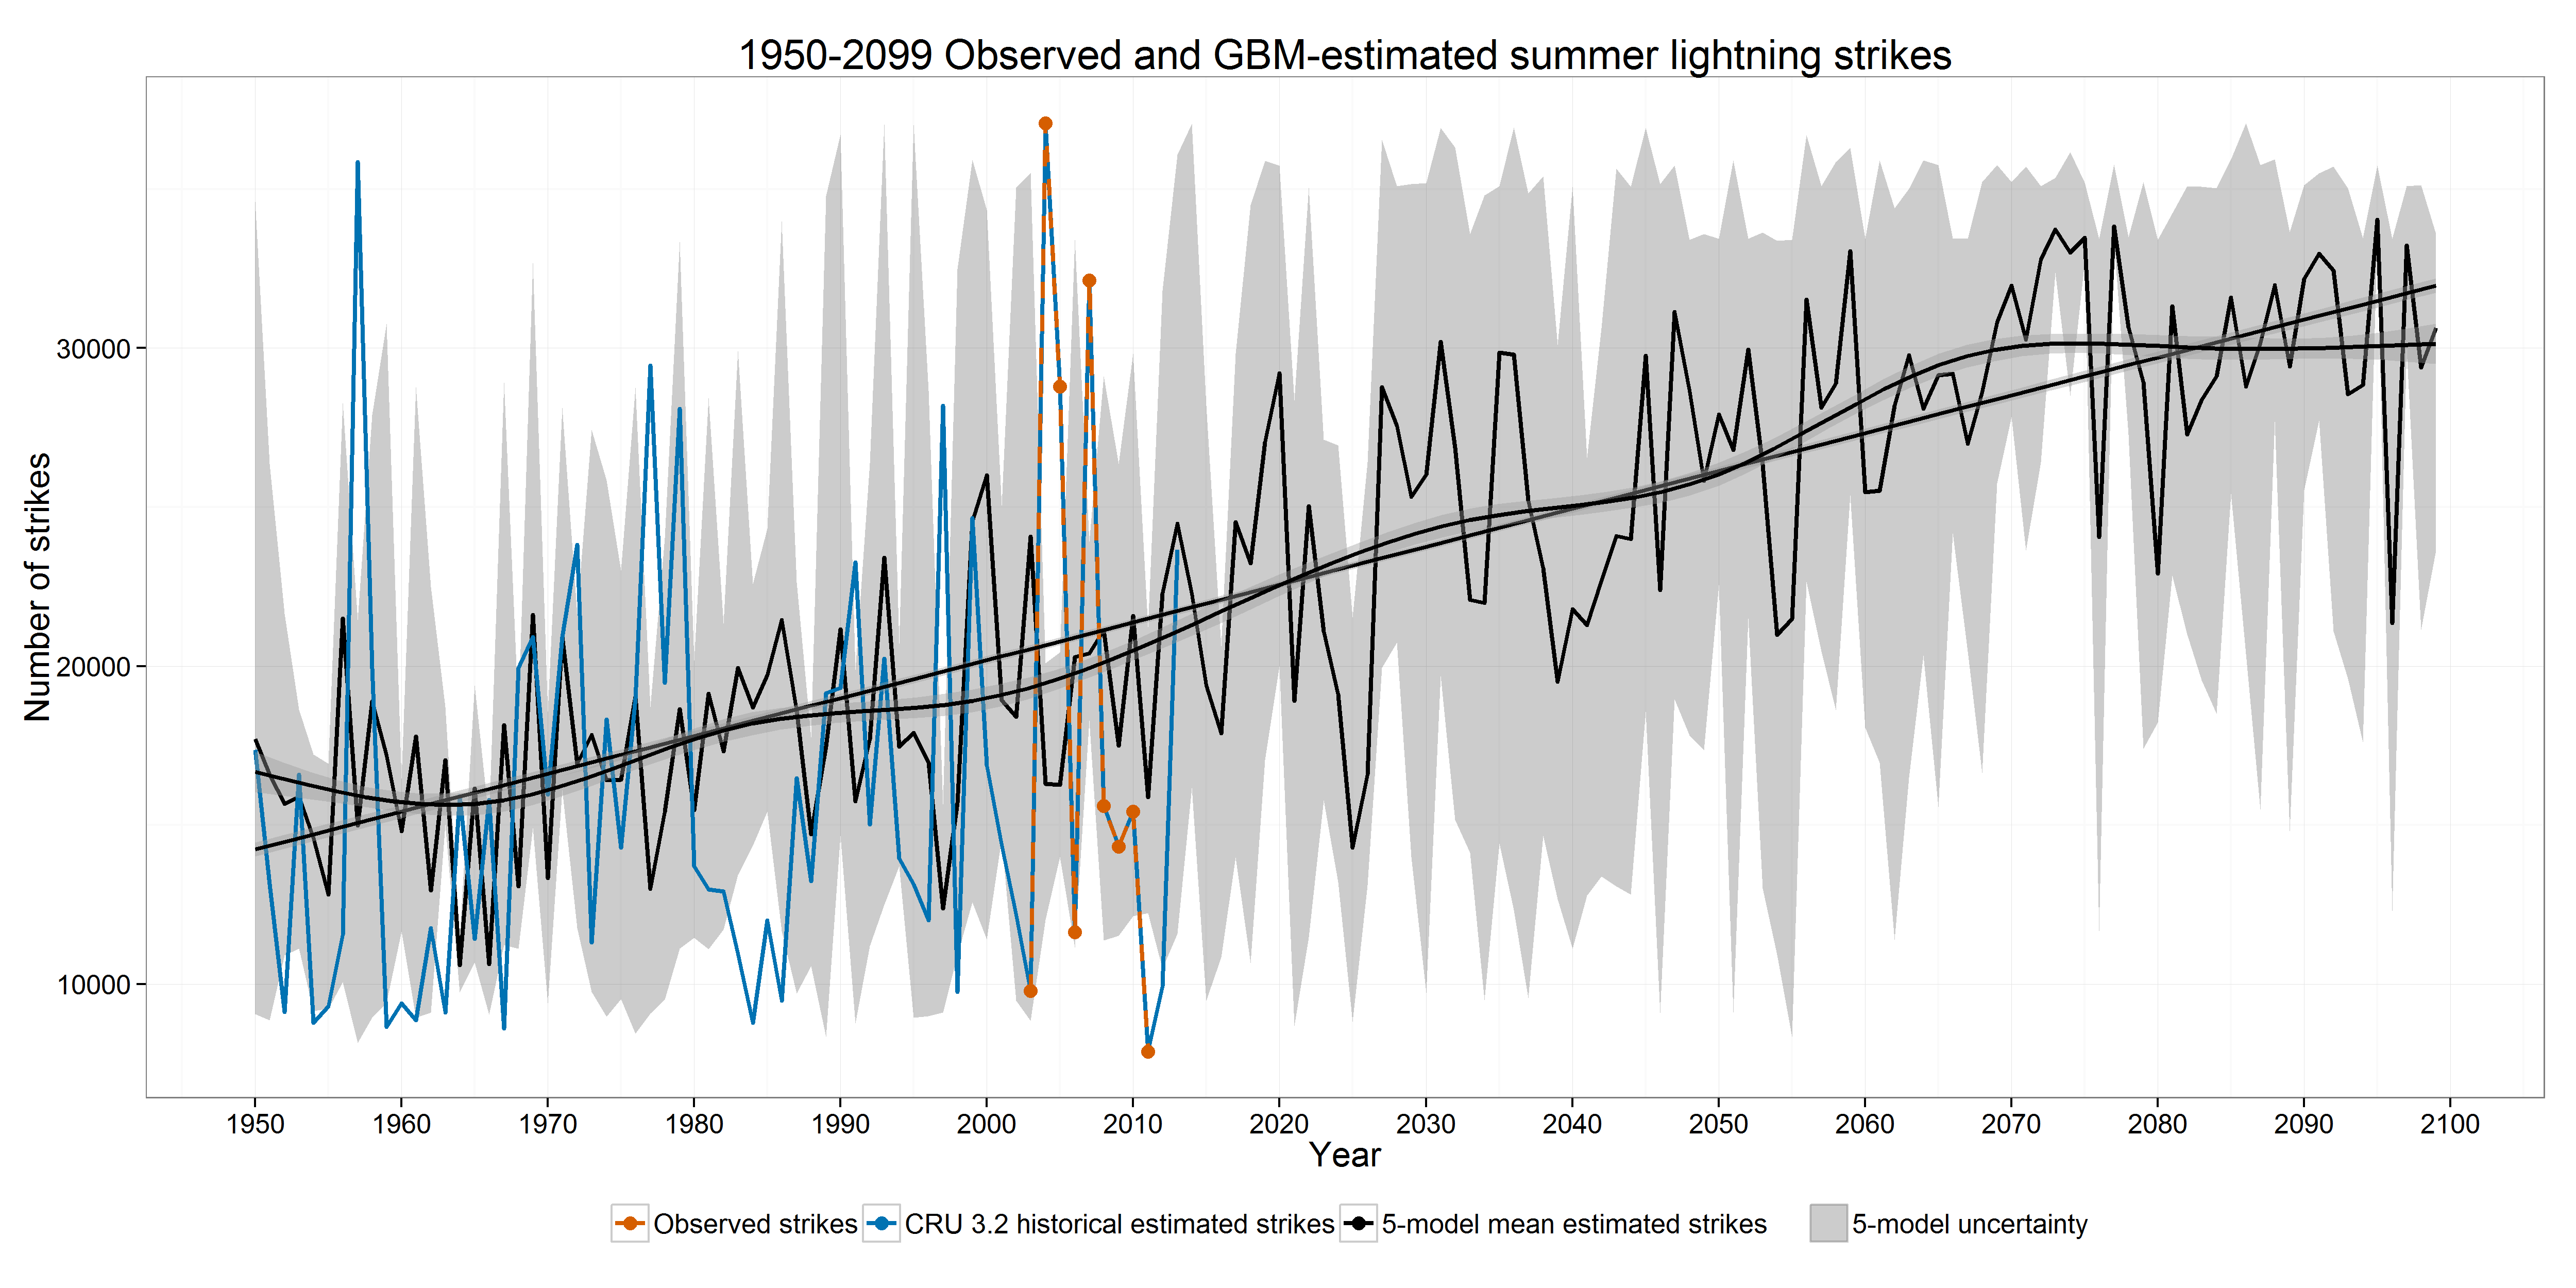 1950-2099 Observed and GBM-estimated summer lightning strikes
Number of strikes
30000
20000
10000
1950 1960 1970 1980 1990 2000 2010 2020 2030 2040 2050 2060 2070 2080 2090 2100
Year
Observed strikes CRU 3.2 historical estimated strikes 5-model mean estimated strikes 5-model uncertainty